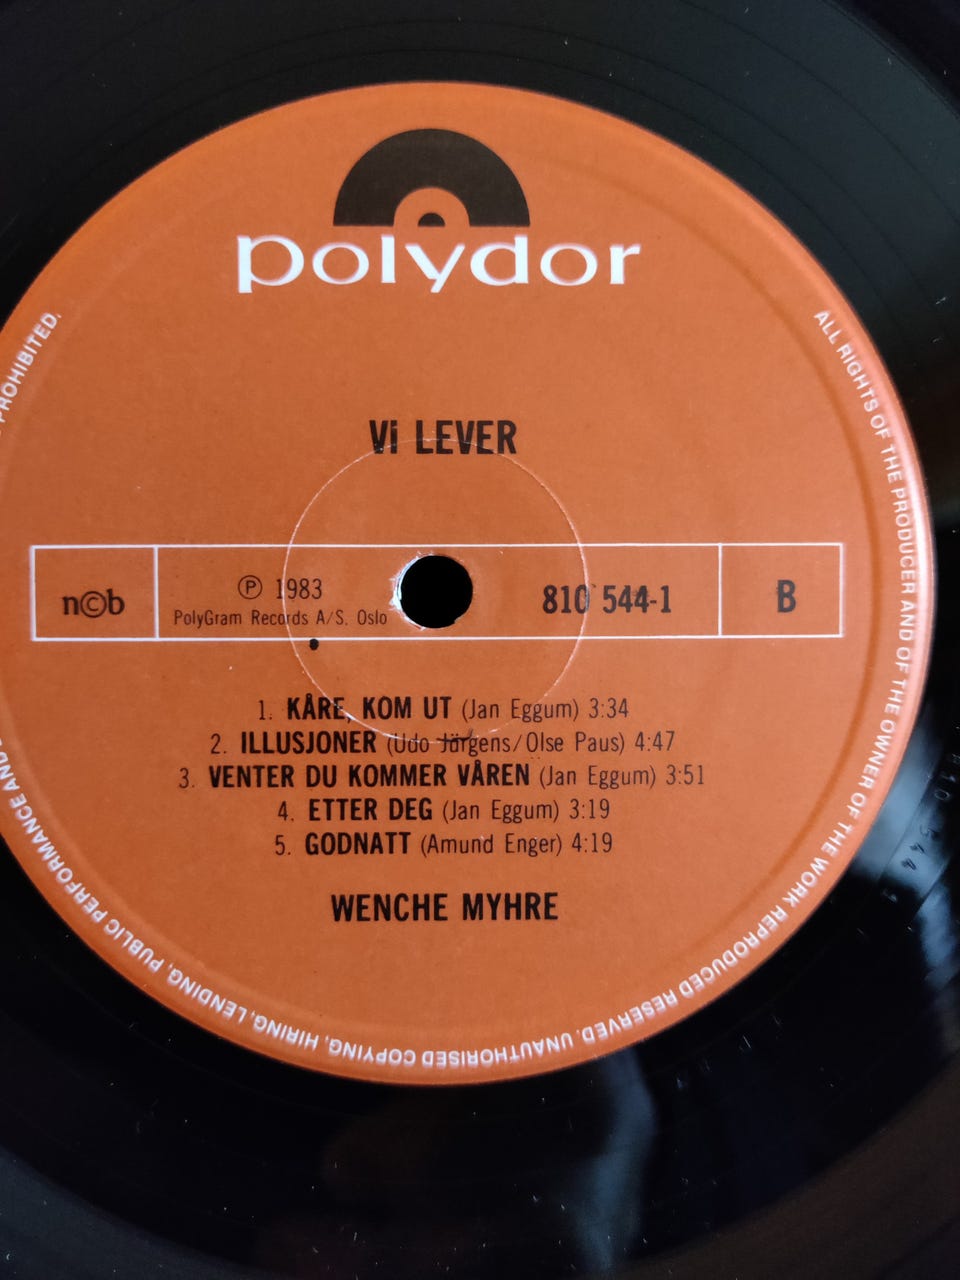 polydor
Vi LEVER
n©b
℗ 1983
PolyGram Records A/S. Oslo
810 544-1
B
1. KÅRE, KOM UT (Jan Eggum) 3:34
2. ILLUSJONER (Udo Jürgens/Olse Paus) 4:47
3. VENTER DU KOMMER VÅREN (Jan Eggum) 3:51
4. ETTER DEG (Jan Eggum) 3:19
5. GODNATT (Amund Enger) 4:19
WENCHE MYHRE
ALL RIGHTS OF THE PRODUCER AND OF THE OWNER OF THE WORK REPRODUCED RESERVED. UNAUTHORISED COPYING, HIRING, LENDING, PUBLIC PERFORMANCE AND PROHIBITED.